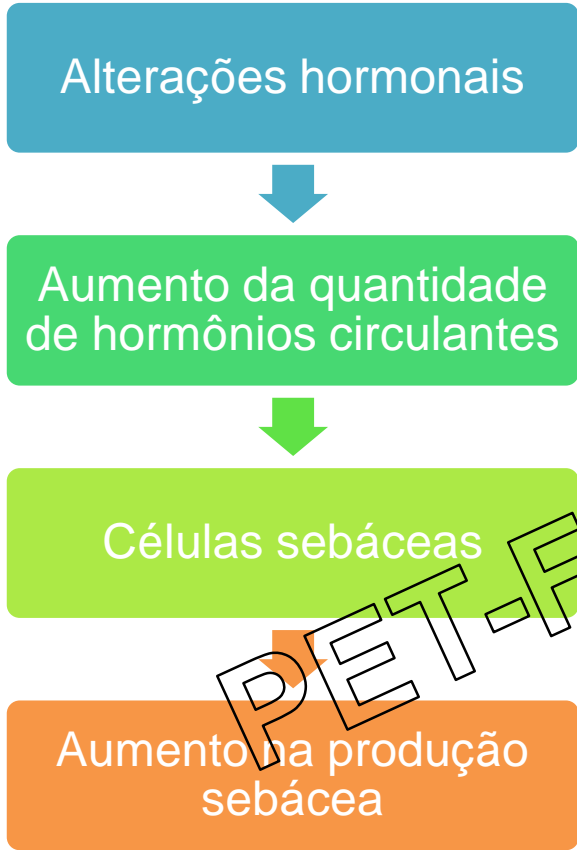 Alterações hormonais
Aumento da quantidade
de hormônios circulantes
Células sebáceas
PET-F
Aumento na produção
sebácea